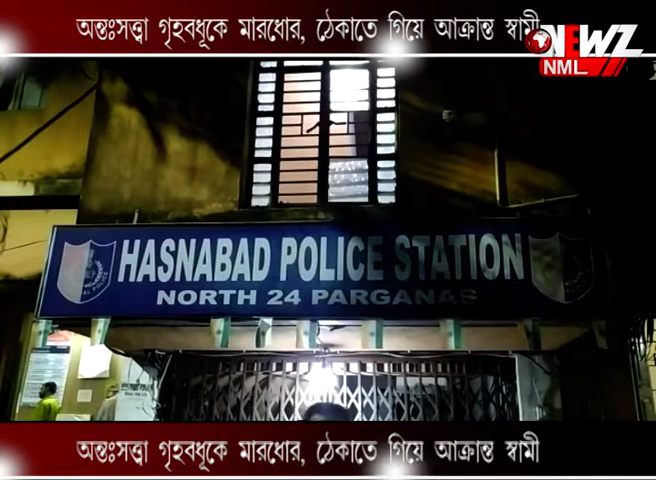 অন্তঃসত্ত্বা গৃহবধূকে মারধোর, ঠেকাতে গিয়ে আক্রান্ত স্বামী
NEWZ
NML
HASNABAD POLICE STATION
NORTH 24 PARGANAS
অন্তঃসত্ত্বা গৃহবধূকে মারধোর, ঠেকাতে গিয়ে আক্রান্ত স্বামী